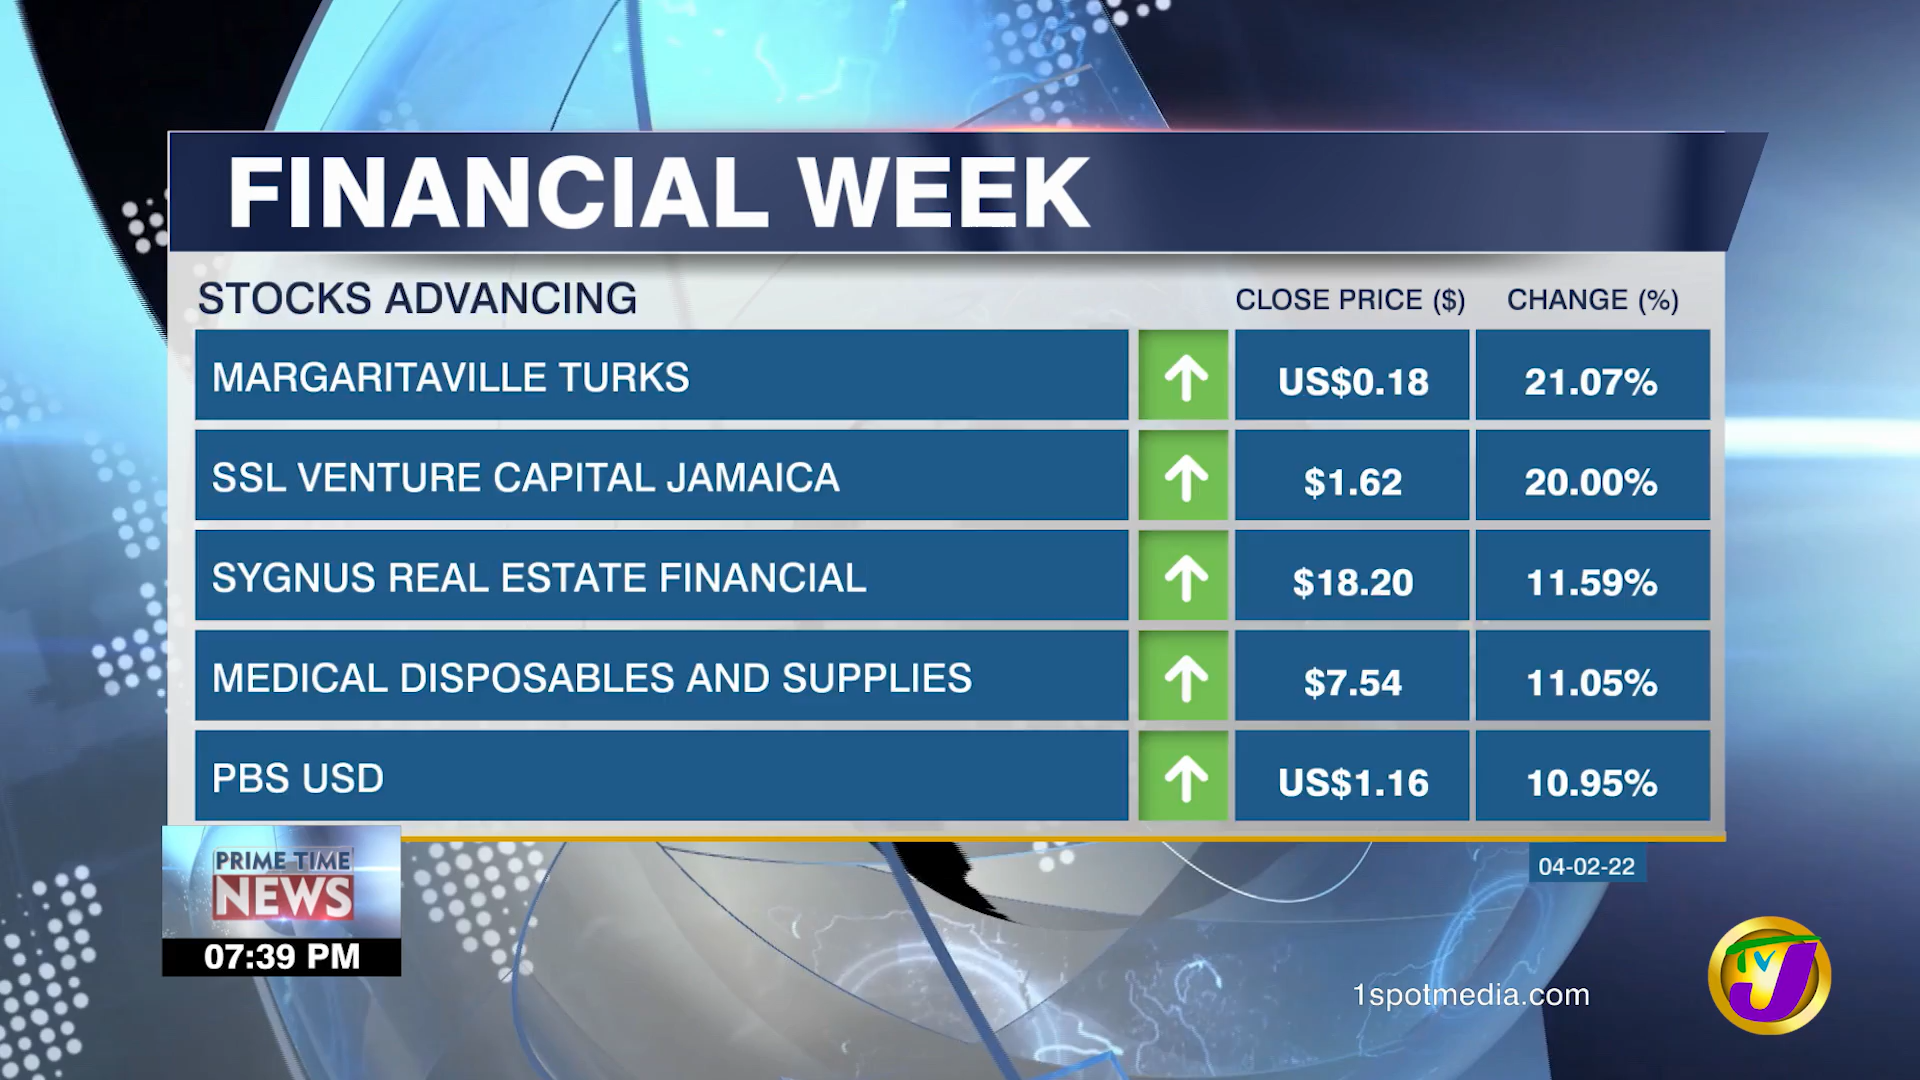 FINANCIAL WEEK
STOCKS ADVANCING CLOSE PRICE ($) CHANGE (%)
MARGARITAVILLE TURKS US$0.18 21.07%
SSL VENTURE CAPITAL JAMAICA $1.62 20.00%
SYGNUS REAL ESTATE FINANCIAL $18.20 11.59%
MEDICAL DISPOSABLES AND SUPPLIES $7.54 11.05%
PBS USD US$1.16 10.95%
PRIME TIME
NEWS
07:39 PM
04-02-22
1spotmedia.com
TVJ